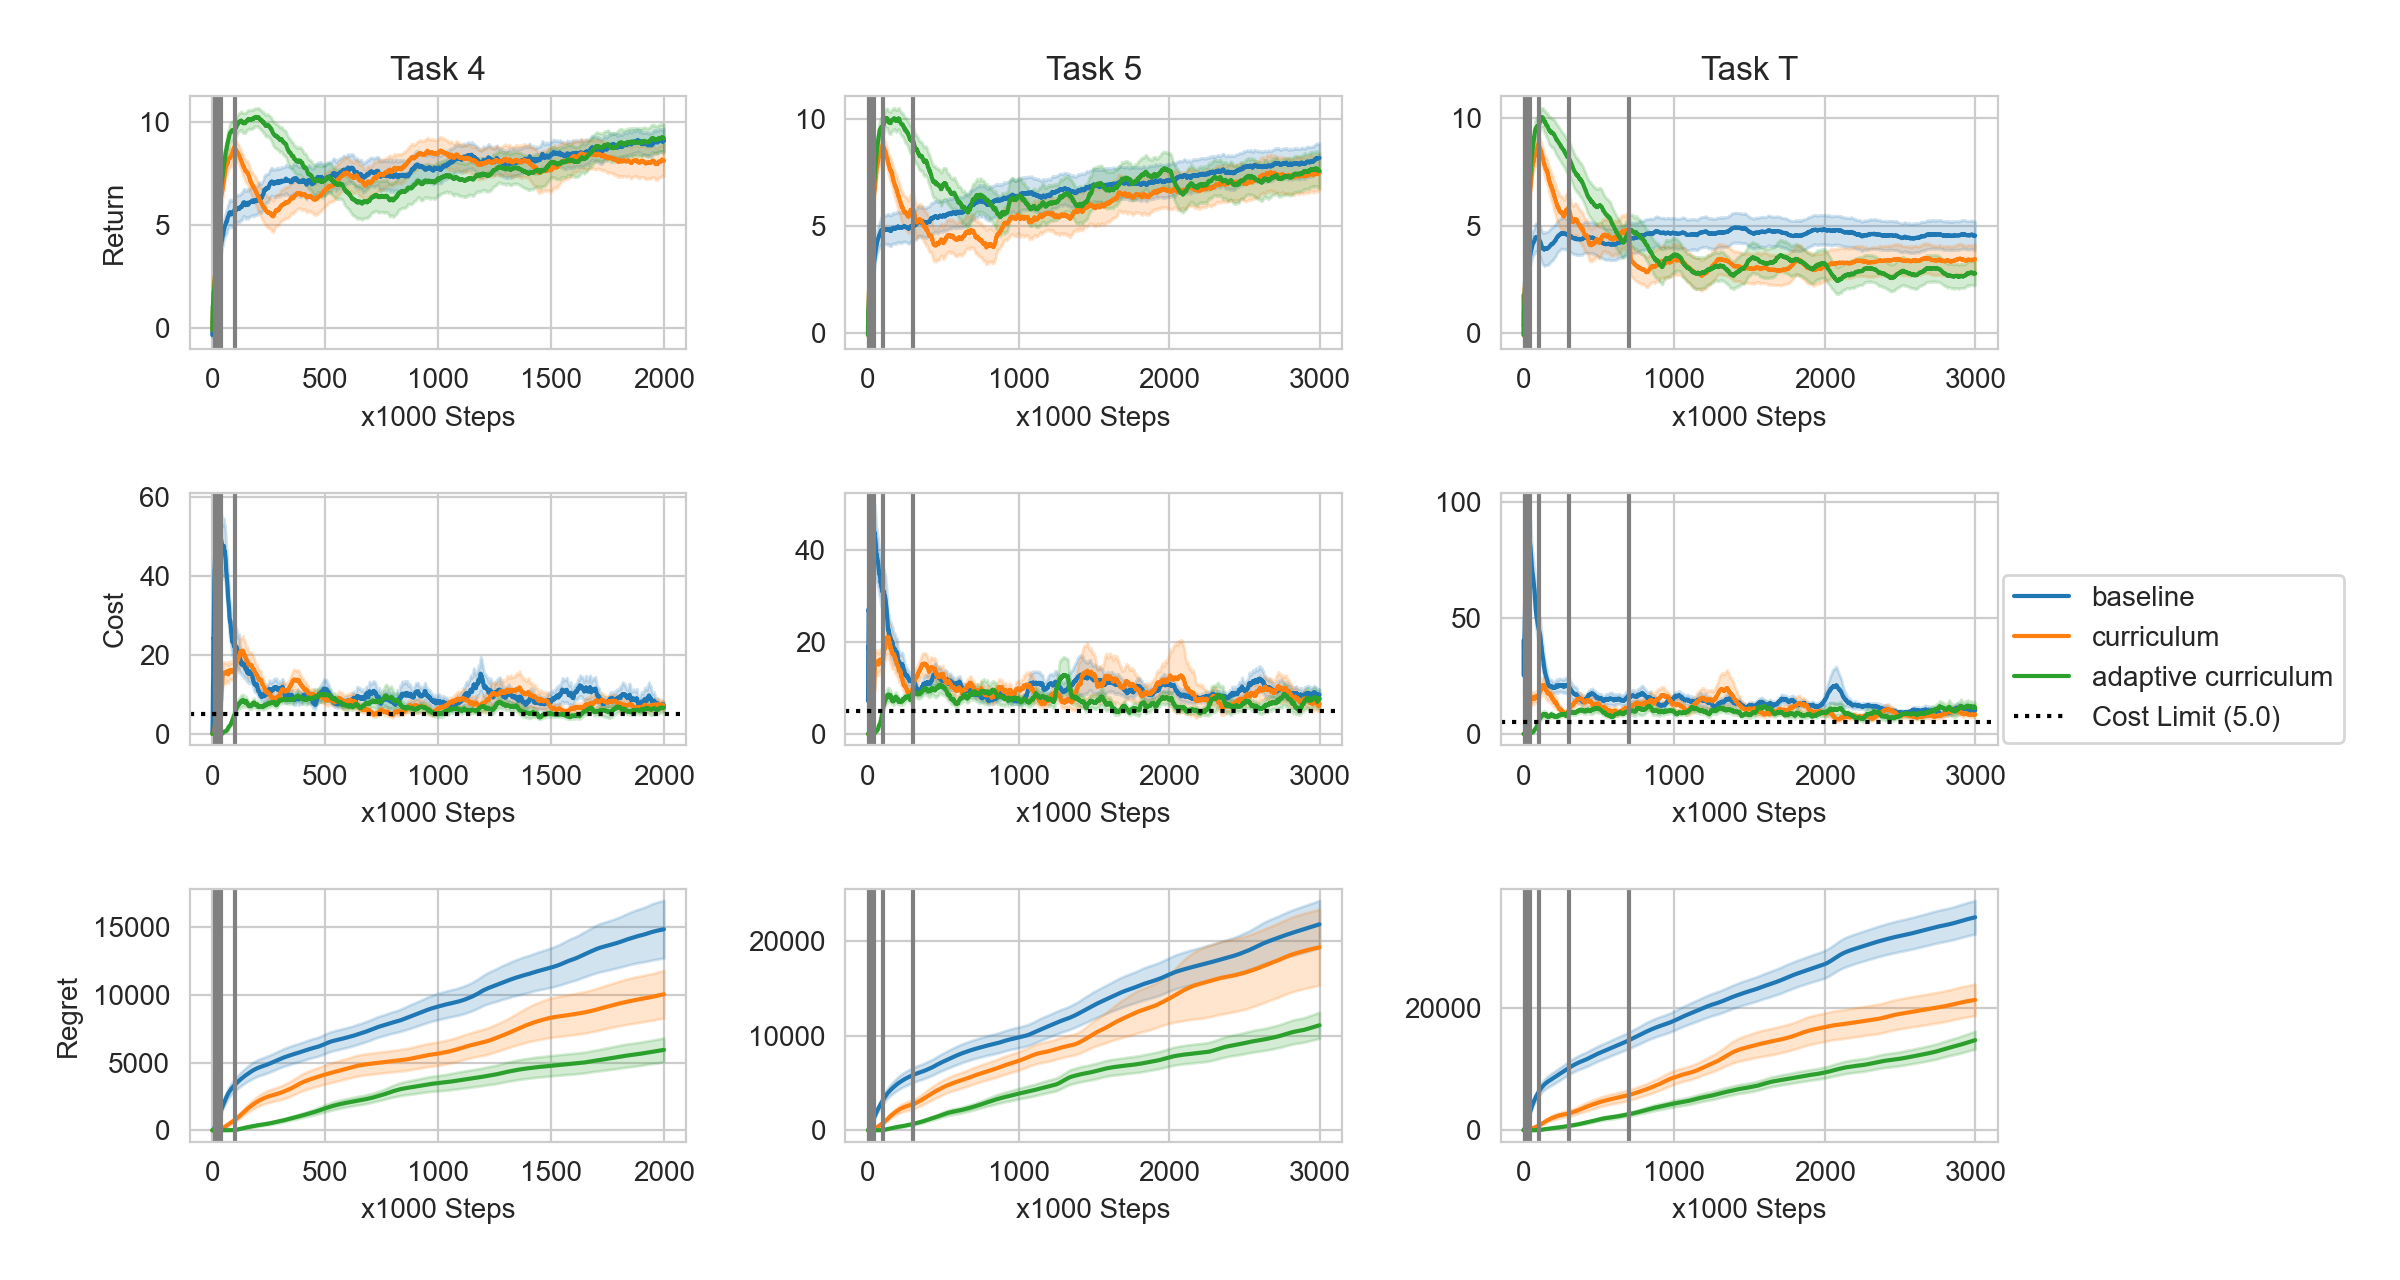 Task 4
Task 5
Task T
Return
10
5
0
0 500 1000 1500 2000
x1000 Steps
10
5
0
0 1000 2000 3000
x1000 Steps
10
5
0
0 1000 2000 3000
x1000 Steps
Cost
60
40
20
0
0 500 1000 1500 2000
x1000 Steps
40
20
0
0 1000 2000 3000
x1000 Steps
100
50
0
0 1000 2000 3000
x1000 Steps
baseline
curriculum
adaptive curriculum
Cost Limit (5.0)
Regret
15000
10000
5000
0
0 500 1000 1500 2000
x1000 Steps
20000
10000
0
0 1000 2000 3000
x1000 Steps
20000
0
0 1000 2000 3000
x1000 Steps